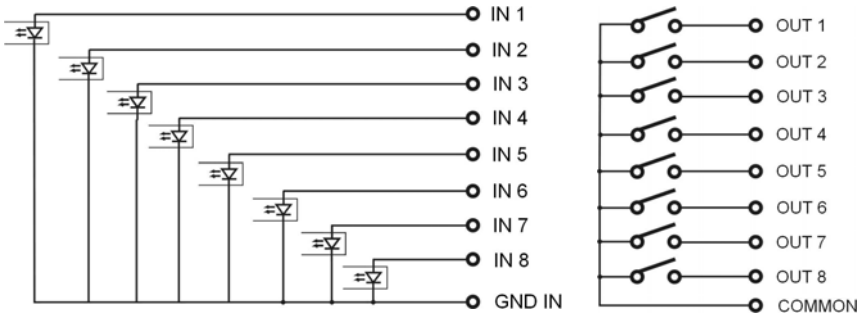 IN 1
IN 2
IN 3
IN 4
IN 5
IN 6
IN 7
IN 8
GND IN
OUT 1
OUT 2
OUT 3
OUT 4
OUT 5
OUT 6
OUT 7
OUT 8
COMMON